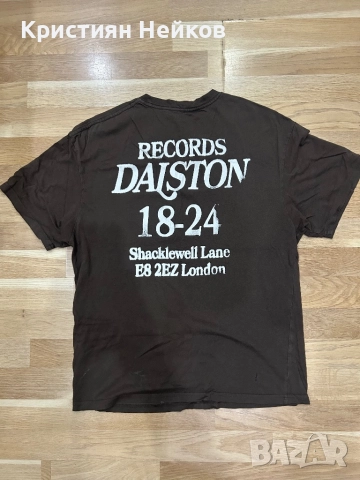 Кристиян Нейков
RECORDS
DALSTON
18-24
Shacklewell Lane
E8 2EZ London
BAZAR